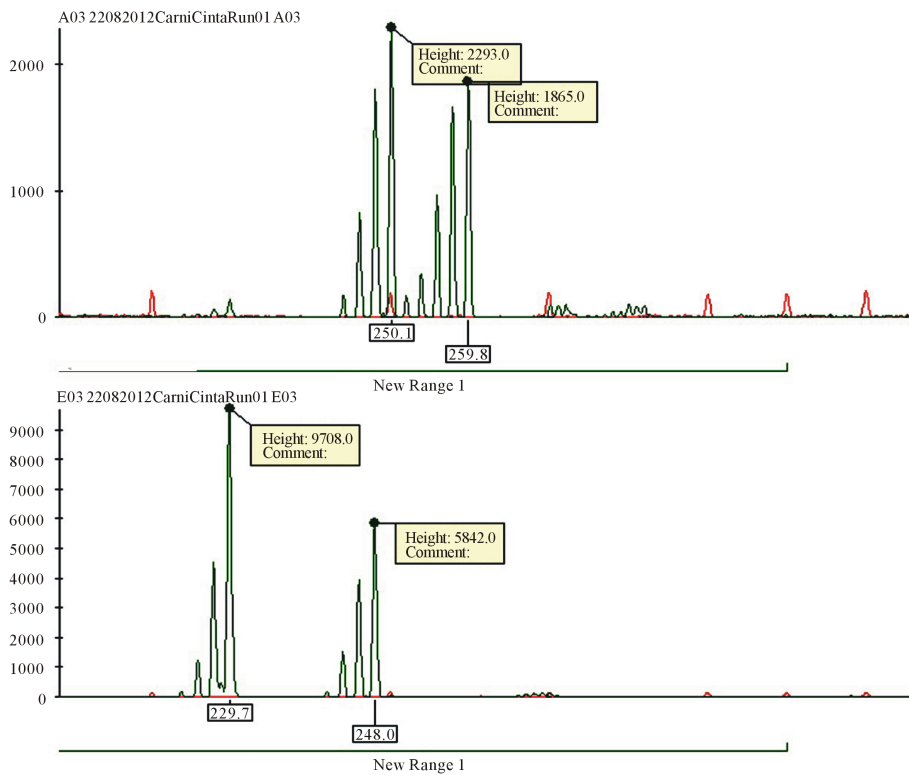 A03 22082012CarniCintaRun01 A03
Height: 2293.0
Comment:
Height: 1865.0
Comment:
2000
1000
0
250.1
259.8
New Range 1
E03 22082012CarniCintaRun01 E03
Height: 9708.0
Comment:
Height: 5842.0
Comment:
9000
8000
7000
6000
5000
4000
3000
2000
1000
0
229.7
248.0
New Range 1